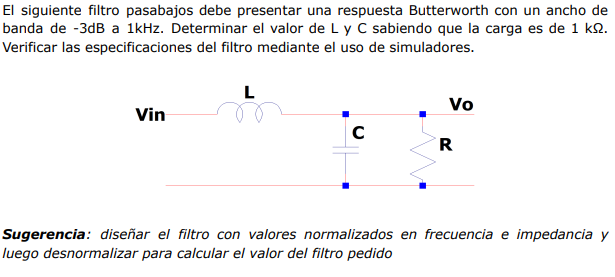 El siguiente filtro pasabajos debe presentar una respuesta Butterworth con un ancho de
banda de -3dB a 1kHz. Determinar el valor de L y C sabiendo que la carga es de 1 kΩ.
Verificar las especificaciones del filtro mediante el uso de simuladores.
L
Vin
Vo
C
R
Sugerencia: diseñar el filtro con valores normalizados en frecuencia e impedancia y
luego desnormalizar para calcular el valor del filtro pedido